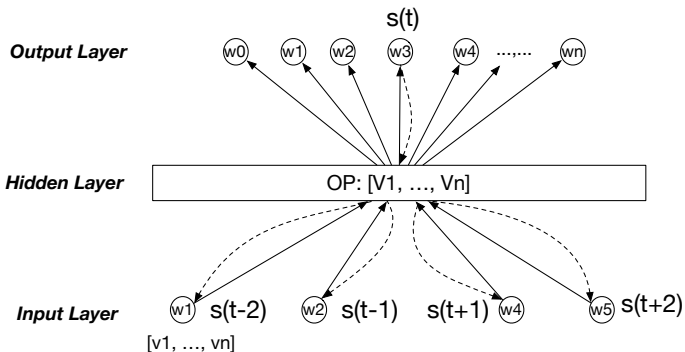 s(t)
Output Layer w0 w1 w2 w3 w4 ...,... wn
Hidden Layer OP: [V1, ..., Vn]
Input Layer w1 s(t-2) w2 s(t-1) s(t+1) w4 w5 s(t+2)
[v1, ..., vn]